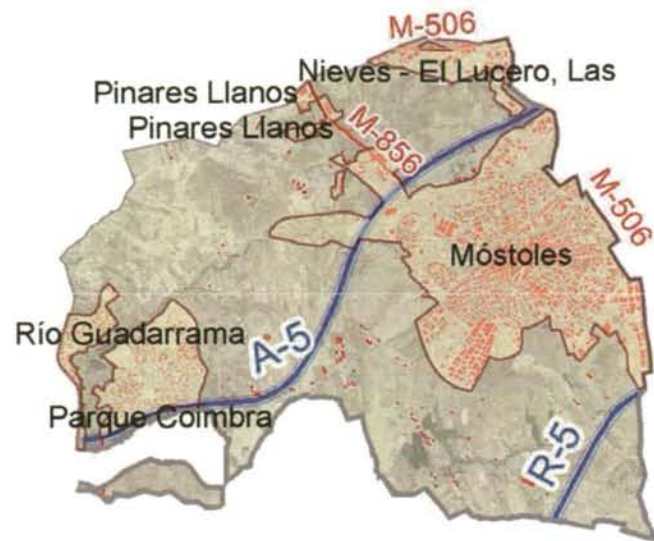 M-506
Nieves - El Lucero, Las
Pinares Llanos
Pinares Llanos
M-856
M-506
Móstoles
Río Guadarrama
A-5
Parque Coimbra
R-5